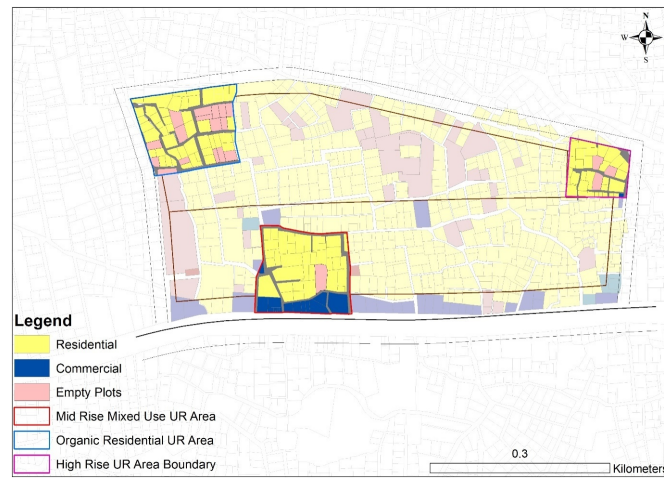 N
W
S
Legend
Residential
Commercial
Empty Plots
Mid Rise Mixed Use UR Area
Organic Residential UR Area
High Rise UR Area Boundary
0.3
Kilometers